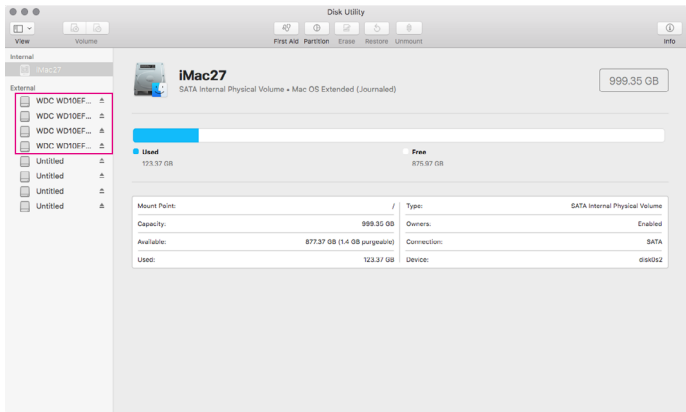 Disk Utility
View
Volume
First Aid Partition Erase Restore Unmount
Info
Internal
iMac27
External
WDC WD10EF...
WDC WD10EF...
WDC WD10EF...
WDC WD10EF...
Untitled
Untitled
Untitled
Untitled
iMac27
SATA Internal Physical Volume • Mac OS Extended (Journaled)
999.35 GB
Used
123.37 GB
Free
875.97 GB
Mount Point: /
Type: SATA Internal Physical Volume
Capacity: 999.35 GB
Owners: Enabled
Available: 877.37 GB (1.4 GB purgeable)
Connection: SATA
Used: 123.37 GB
Device: disk0s2